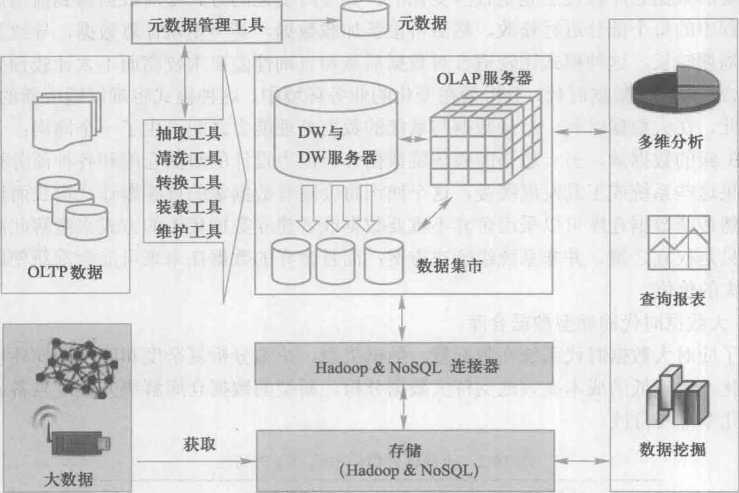 元数据管理工具
元数据
OLAP服务器
抽取工具
清洗工具
转换工具
装载工具
维护工具
DW与
DW服务器
多维分析
OLTP数据
数据集市
查询报表
Hadoop & NoSQL 连接器
获取
存储
(Hadoop & NoSQL)
大数据
数据挖掘